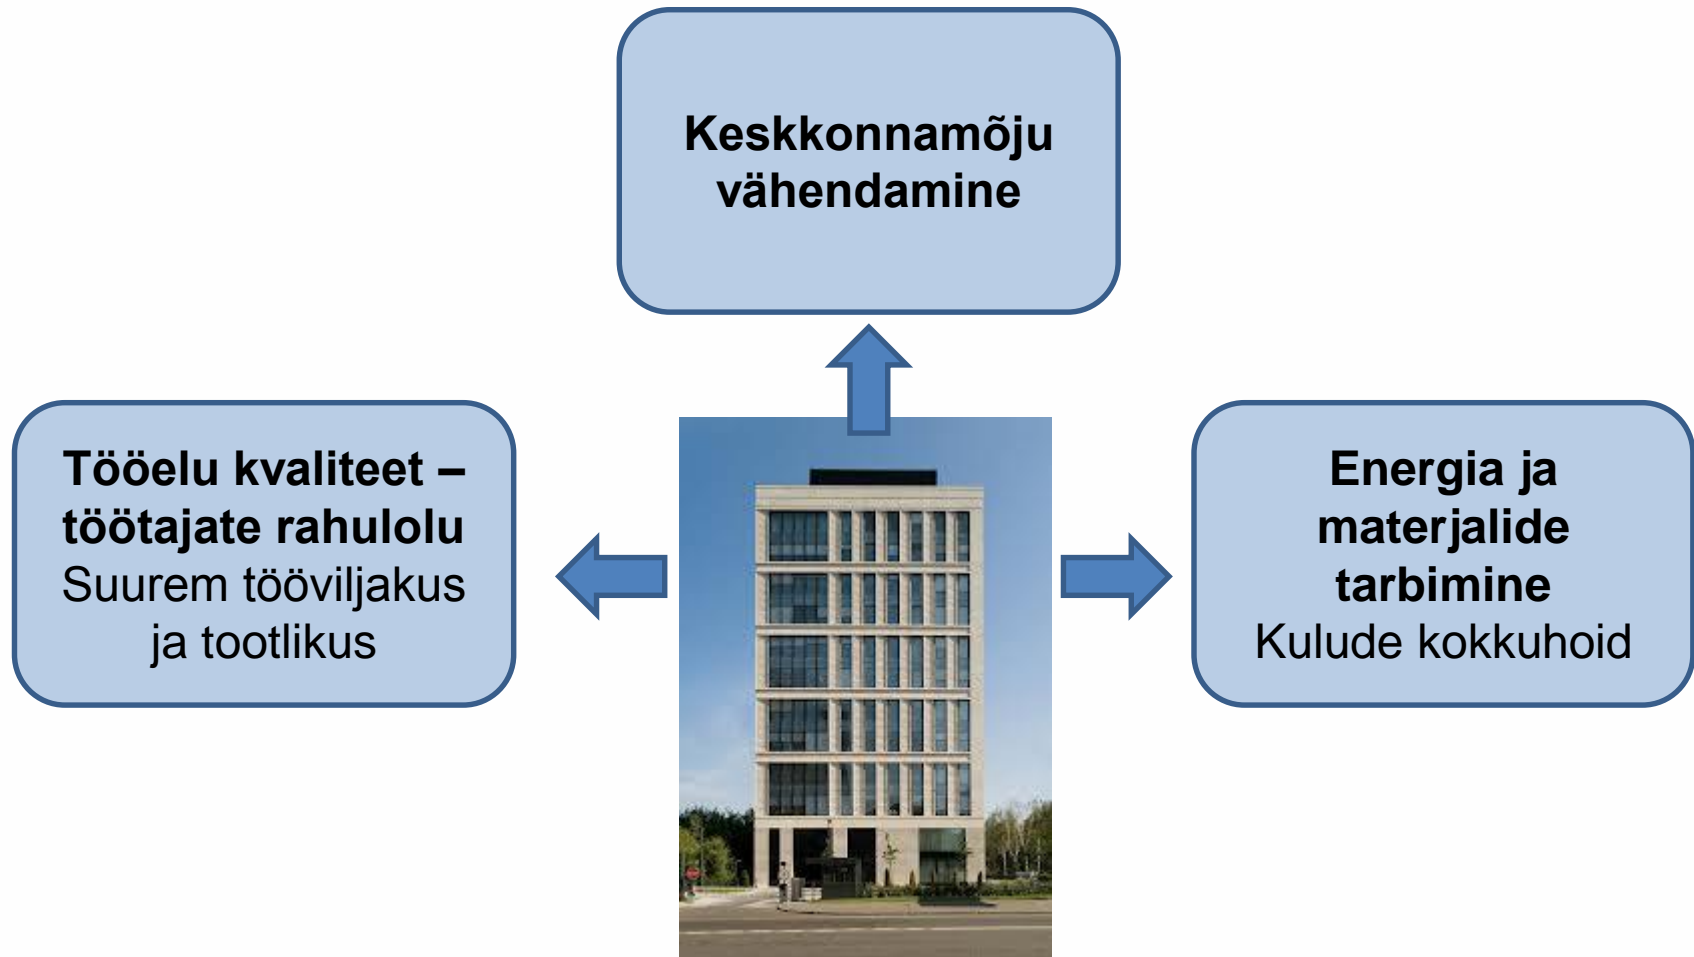 Keskkonnamõju
vähendamine
Tööelu kvaliteet –
töötajate rahulolu
Suurem tööviljakus
ja tootlikus
Energia ja
materjalide
tarbimine
Kulude kokkuhoid